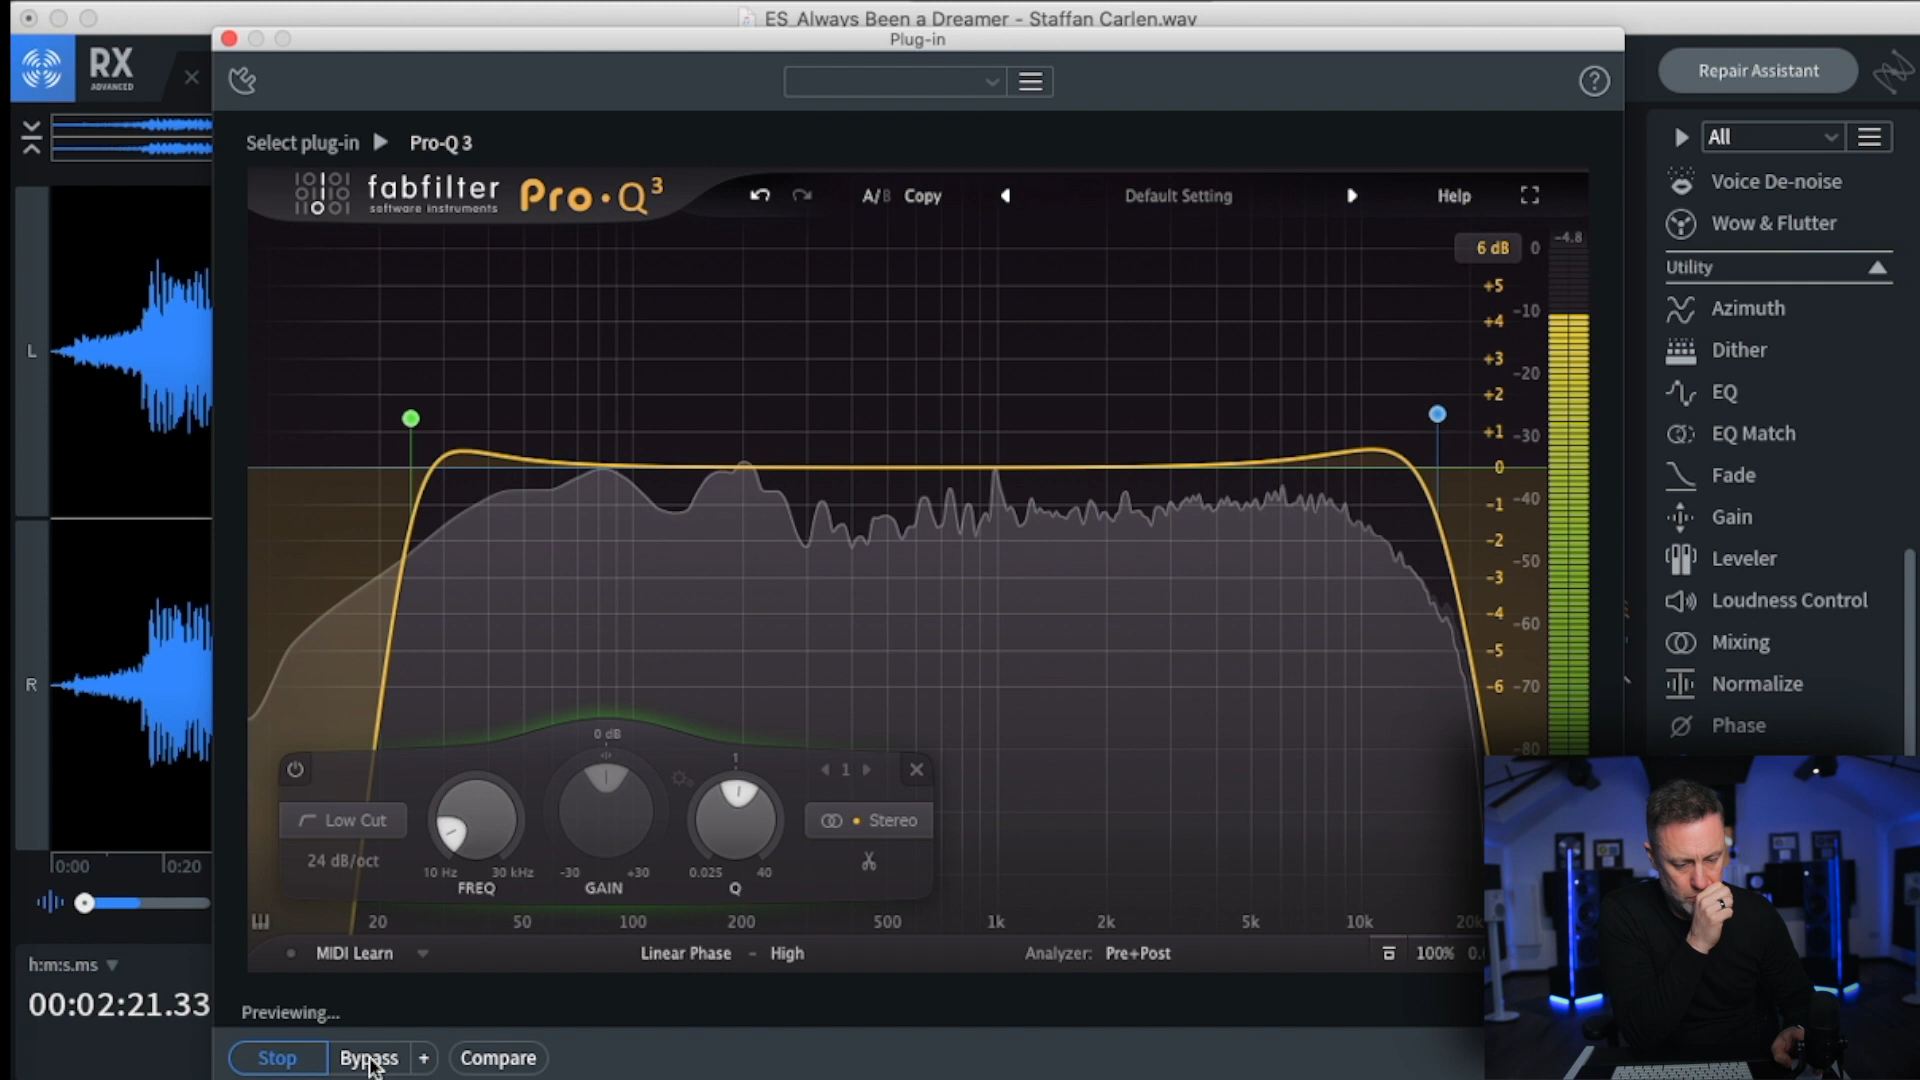 ES_Always Been a Dreamer - Staffan Carlen.wav
Plug-in
RX
ADVANCED
Repair Assistant
Select plug-in
Pro-Q 3
All
fabfilter
software instruments
Pro·Q3
A/B
Copy
Default Setting
Help
Voice De-noise
Wow & Flutter
Utility
Azimuth
Dither
EQ
EQ Match
Fade
Gain
Leveler
Loudness Control
Mixing
Normalize
Phase
6 dB
0
-4.8
+5
-10
+4
+3
-20
+2
+1
-30
0
-1
-40
-2
-50
-3
-4
-60
-5
-6
-70
-80
L
R
0:00
0:20
0 dB
1
1
Low Cut
Stereo
24 dB/oct
10 Hz
30 kHz
-30
+30
0.025
40
FREQ
GAIN
Q
20
50
100
200
500
1k
2k
5k
10k
20k
MIDI Learn
Linear Phase - High
Analyzer: Pre+Post
100%
0.
h:m:s.ms
00:02:21.33
Previewing...
Stop
Bypass
+
Compare